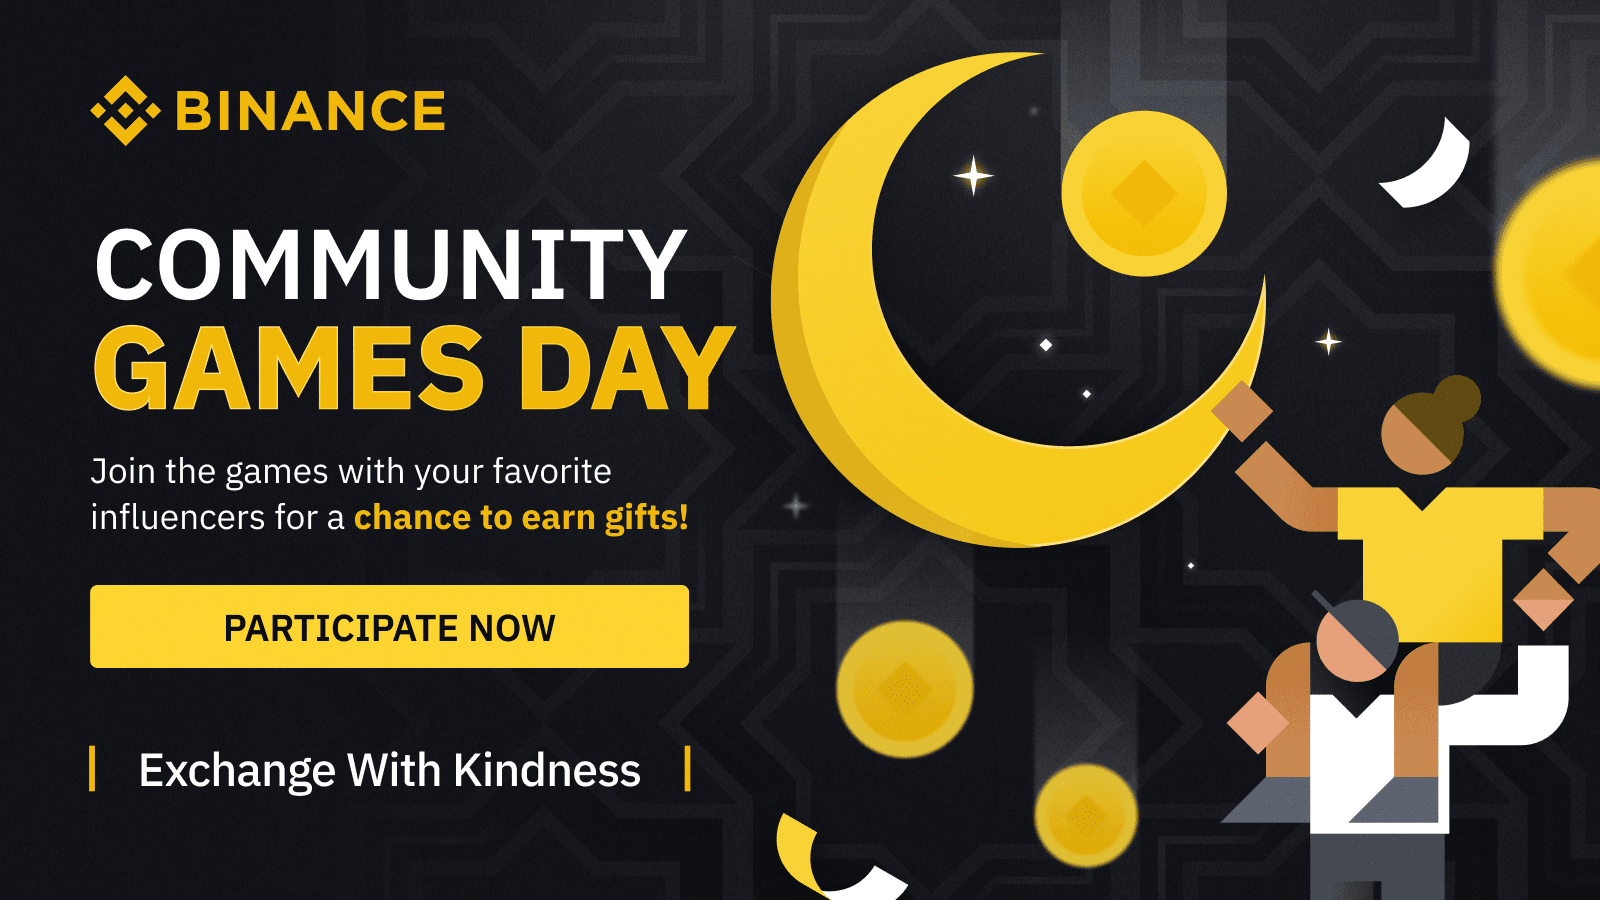 BINANCE
COMMUNITY
GAMES DAY
Join the games with your favorite
influencers for a chance to earn gifts!
PARTICIPATE NOW
Exchange With Kindness